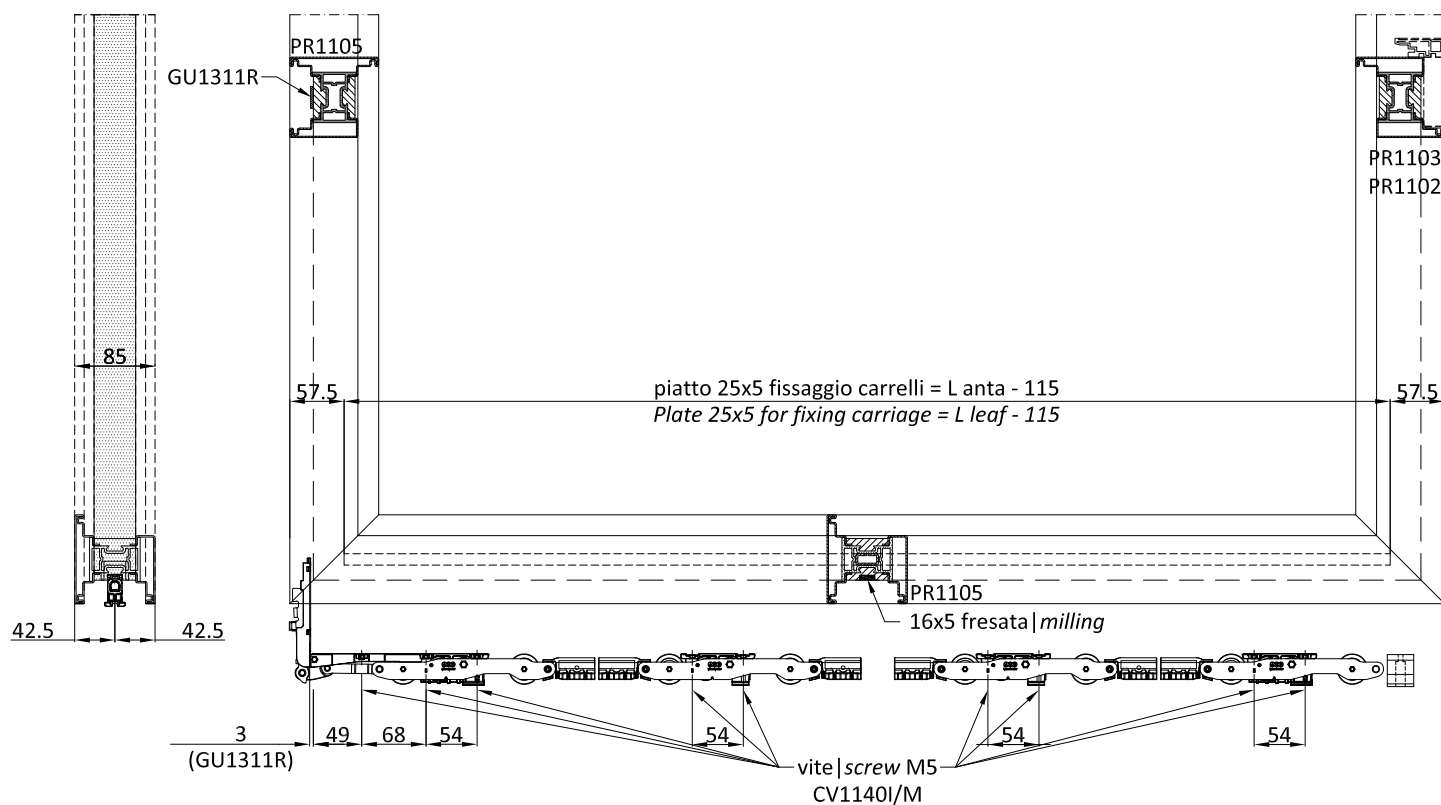 PR1105
GU1311R
PR1103
PR1102
85
57.5
piatto 25x5 fissaggio carrelli = L anta - 115
Plate 25x5 for fixing carriage = L leaf - 115
57.5
PR1105
16x5 fresata|milling
42.5
42.5
3
49
68
54
54
54
54
(GU1311R)
vite|screw M5
CV1140I/M